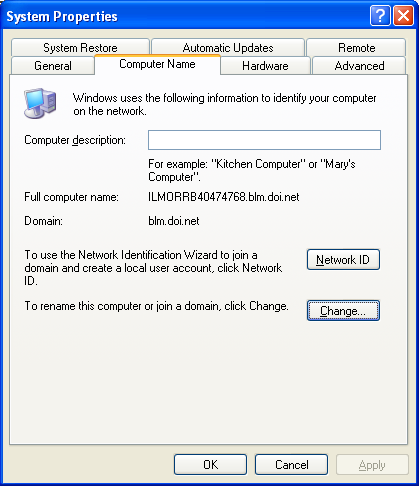 System Properties
System Restore
Automatic Updates
Remote
General
Computer Name
Hardware
Advanced
Windows uses the following information to identify your computer
on the network.
Computer description:
For example: "Kitchen Computer" or "Mary's
Computer".
Full computer name:
ILMORRB40474768.blm.doi.net
Domain:
blm.doi.net
To use the Network Identification Wizard to join a
domain and create a local user account, click Network
ID.
Network ID
To rename this computer or join a domain, click Change.
Change...
OK
Cancel
Apply